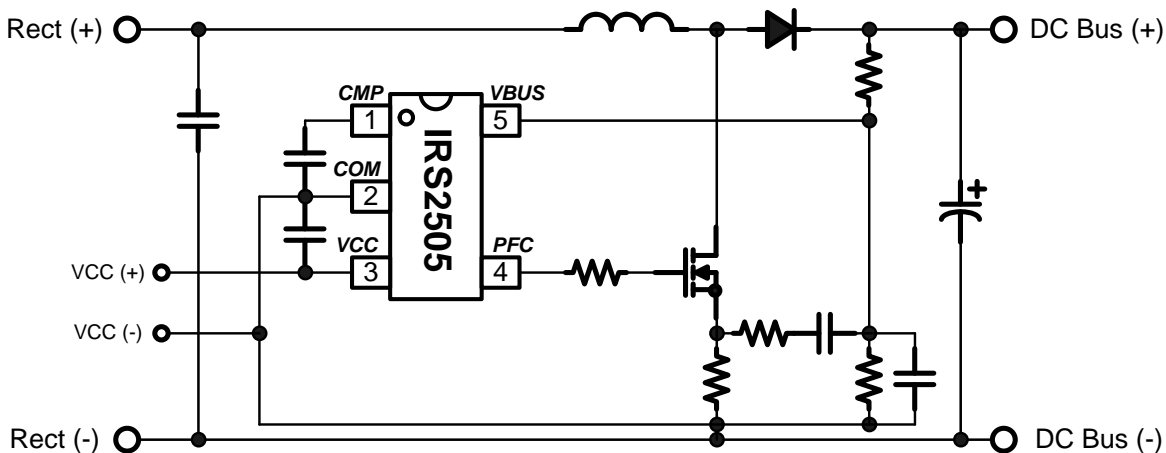 Rect (+)
DC Bus (+)
CMP
VBUS
1
5
IRS2505
COM
2
VCC
PFC
3
4
VCC (+)
VCC (-)
+
Rect (-)
DC Bus (-)